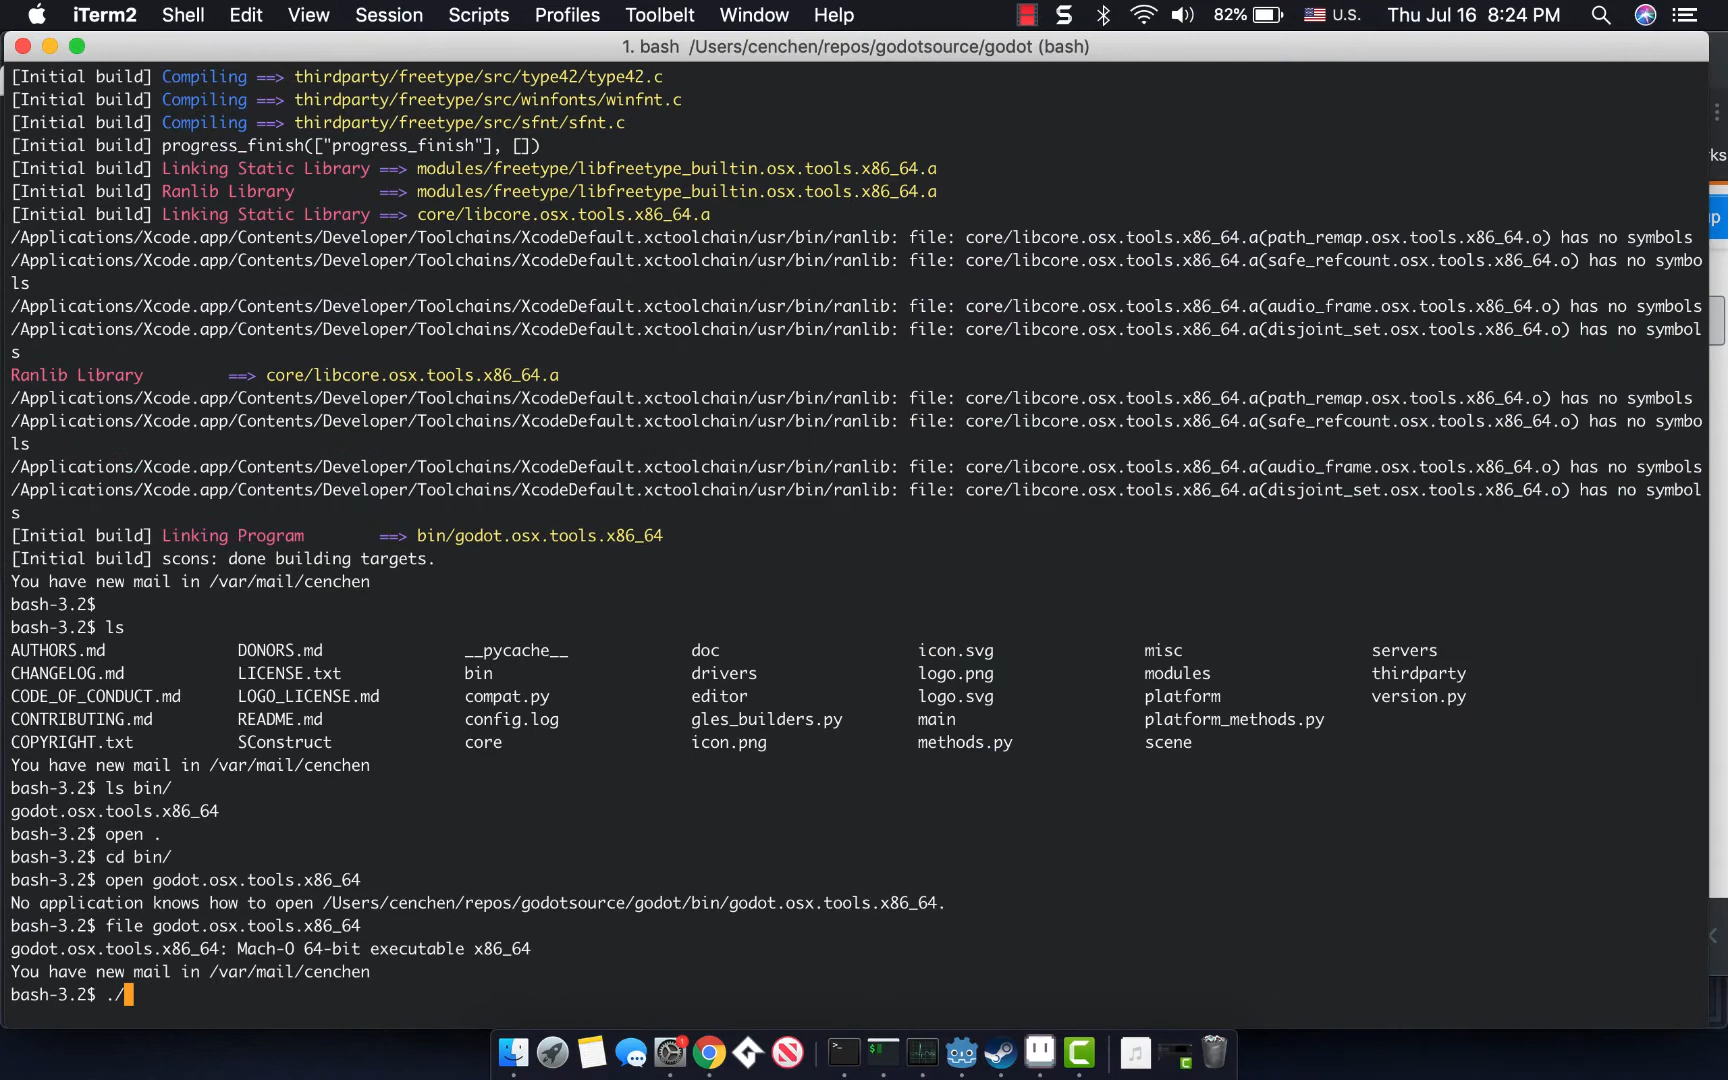 iTerm2 Shell Edit View Session Scripts Profiles Toolbelt Window Help 82% U.S. Thu Jul 16 8:24 PM
1. bash /Users/cenchen/repos/godotsource/godot (bash)
[Initial build] Compiling ==> thirdparty/freetype/src/type42/type42.c
[Initial build] Compiling ==> thirdparty/freetype/src/winfonts/winfnt.c
[Initial build] Compiling ==> thirdparty/freetype/src/sfnt/sfnt.c
[Initial build] progress_finish(["progress_finish"], [])
[Initial build] Linking Static Library ==> modules/freetype/libfreetype_builtin.osx.tools.x86_64.a
[Initial build] Ranlib Library ==> modules/freetype/libfreetype_builtin.osx.tools.x86_64.a
[Initial build] Linking Static Library ==> core/libcore.osx.tools.x86_64.a
/Applications/Xcode.app/Contents/Developer/Toolchains/XcodeDefault.xctoolchain/usr/bin/ranlib: file: core/libcore.osx.tools.x86_64.a(path_remap.osx.tools.x86_64.o) has no symbols
/Applications/Xcode.app/Contents/Developer/Toolchains/XcodeDefault.xctoolchain/usr/bin/ranlib: file: core/libcore.osx.tools.x86_64.a(safe_refcount.osx.tools.x86_64.o) has no symbo
ls
/Applications/Xcode.app/Contents/Developer/Toolchains/XcodeDefault.xctoolchain/usr/bin/ranlib: file: core/libcore.osx.tools.x86_64.a(audio_frame.osx.tools.x86_64.o) has no symbols
/Applications/Xcode.app/Contents/Developer/Toolchains/XcodeDefault.xctoolchain/usr/bin/ranlib: file: core/libcore.osx.tools.x86_64.a(disjoint_set.osx.tools.x86_64.o) has no symbol
s
Ranlib Library ==> core/libcore.osx.tools.x86_64.a
/Applications/Xcode.app/Contents/Developer/Toolchains/XcodeDefault.xctoolchain/usr/bin/ranlib: file: core/libcore.osx.tools.x86_64.a(path_remap.osx.tools.x86_64.o) has no symbols
/Applications/Xcode.app/Contents/Developer/Toolchains/XcodeDefault.xctoolchain/usr/bin/ranlib: file: core/libcore.osx.tools.x86_64.a(safe_refcount.osx.tools.x86_64.o) has no symbo
ls
/Applications/Xcode.app/Contents/Developer/Toolchains/XcodeDefault.xctoolchain/usr/bin/ranlib: file: core/libcore.osx.tools.x86_64.a(audio_frame.osx.tools.x86_64.o) has no symbols
/Applications/Xcode.app/Contents/Developer/Toolchains/XcodeDefault.xctoolchain/usr/bin/ranlib: file: core/libcore.osx.tools.x86_64.a(disjoint_set.osx.tools.x86_64.o) has no symbol
s
[Initial build] Linking Program ==> bin/godot.osx.tools.x86_64
[Initial build] scons: done building targets.
You have new mail in /var/mail/cenchen
bash-3.2$
bash-3.2$ ls
AUTHORS.md DONORS.md __pycache__ doc icon.svg misc servers
CHANGELOG.md LICENSE.txt bin drivers logo.png modules thirdparty
CODE_OF_CONDUCT.md LOGO_LICENSE.md compat.py editor logo.svg platform version.py
CONTRIBUTING.md README.md config.log gles_builders.py main platform_methods.py
COPYRIGHT.txt SConstruct core icon.png methods.py scene
You have new mail in /var/mail/cenchen
bash-3.2$ ls bin/
godot.osx.tools.x86_64
bash-3.2$ open .
bash-3.2$ cd bin/
bash-3.2$ open godot.osx.tools.x86_64
No application knows how to open /Users/cenchen/repos/godotsource/godot/bin/godot.osx.tools.x86_64.
bash-3.2$ file godot.osx.tools.x86_64
godot.osx.tools.x86_64: Mach-O 64-bit executable x86_64
You have new mail in /var/mail/cenchen
bash-3.2$ ./